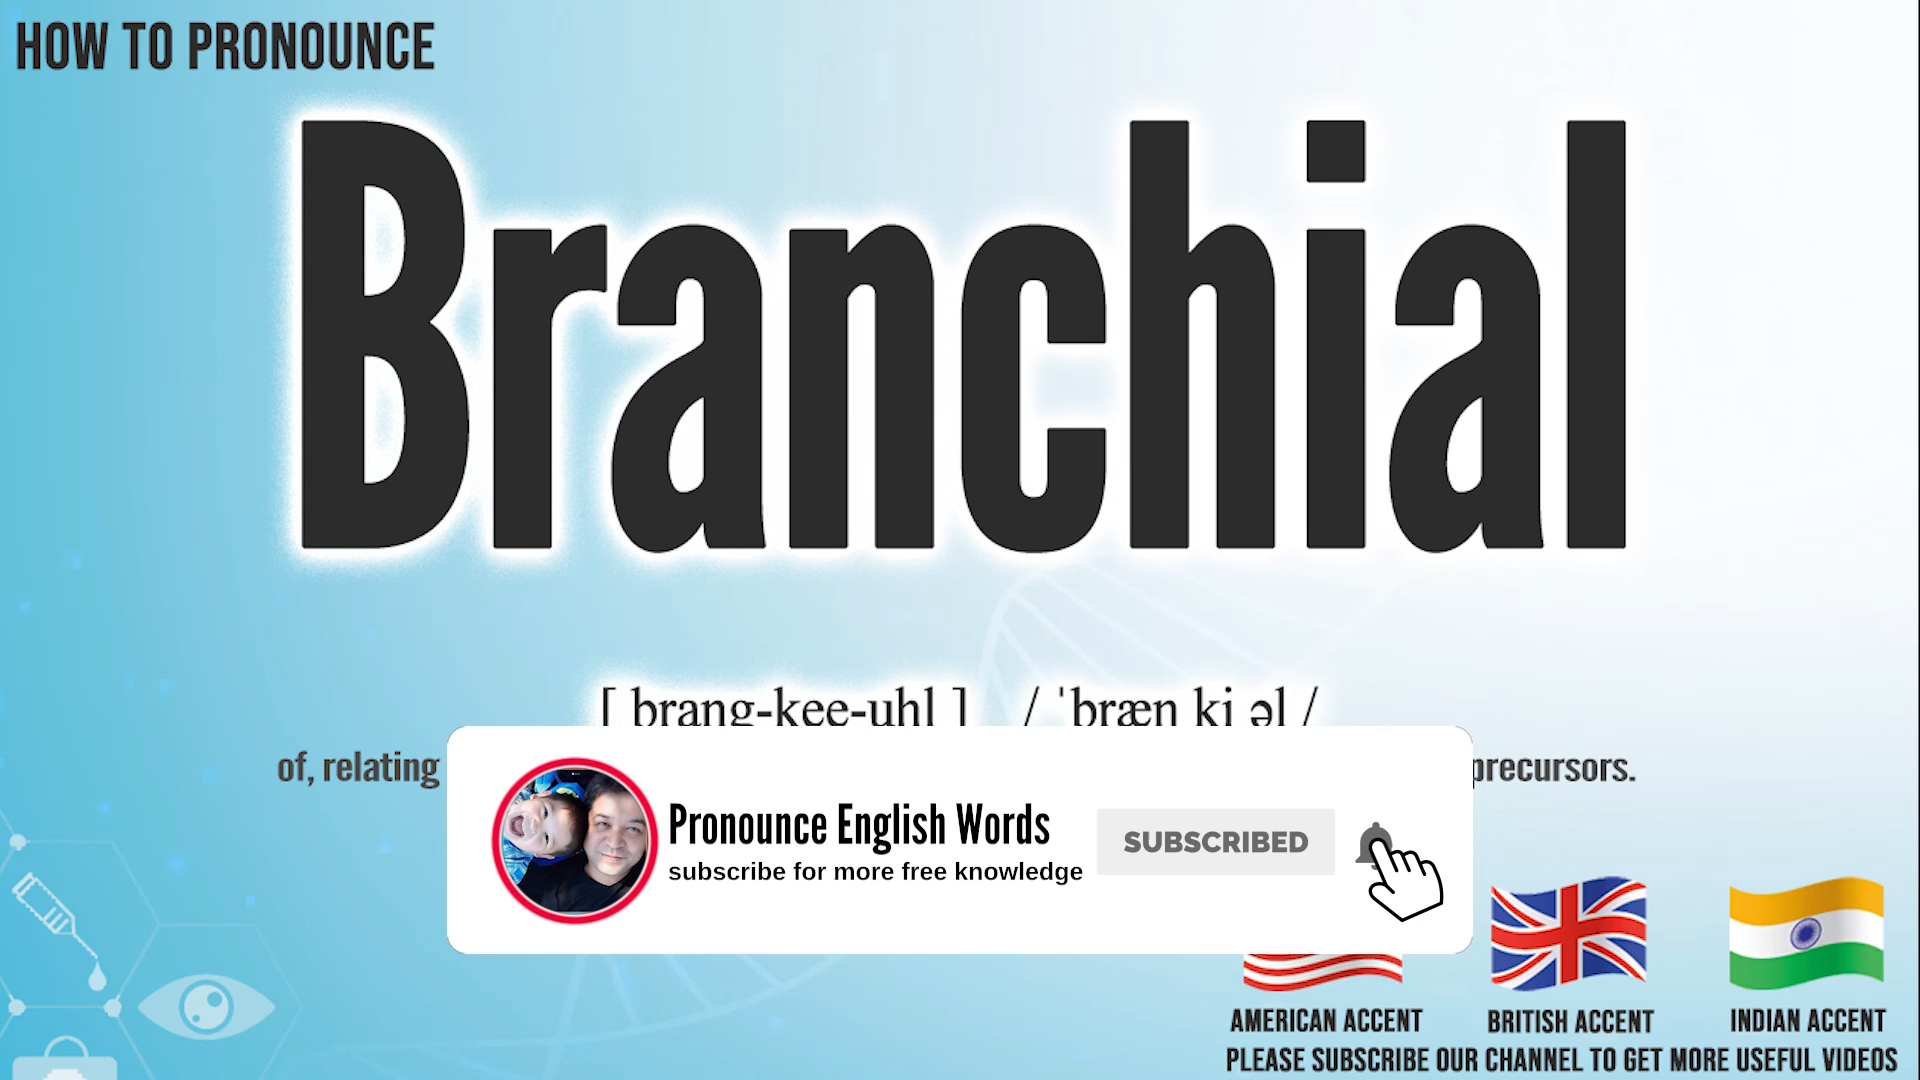 HOW TO PRONOUNCE
Branchial
[ brang-kee-uhl ] / ˈbræn ki əl /
of, relating
precursors.
Pronounce English Words
subscribe for more free knowledge
SUBSCRIBED
AMERICAN ACCENT BRITISH ACCENT INDIAN ACCENT
PLEASE SUBSCRIBE OUR CHANNEL TO GET MORE USEFUL VIDEOS